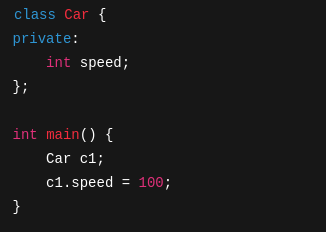 class Car {
private:
    int speed;
};

int main() {
    Car c1;
    c1.speed = 100;
}